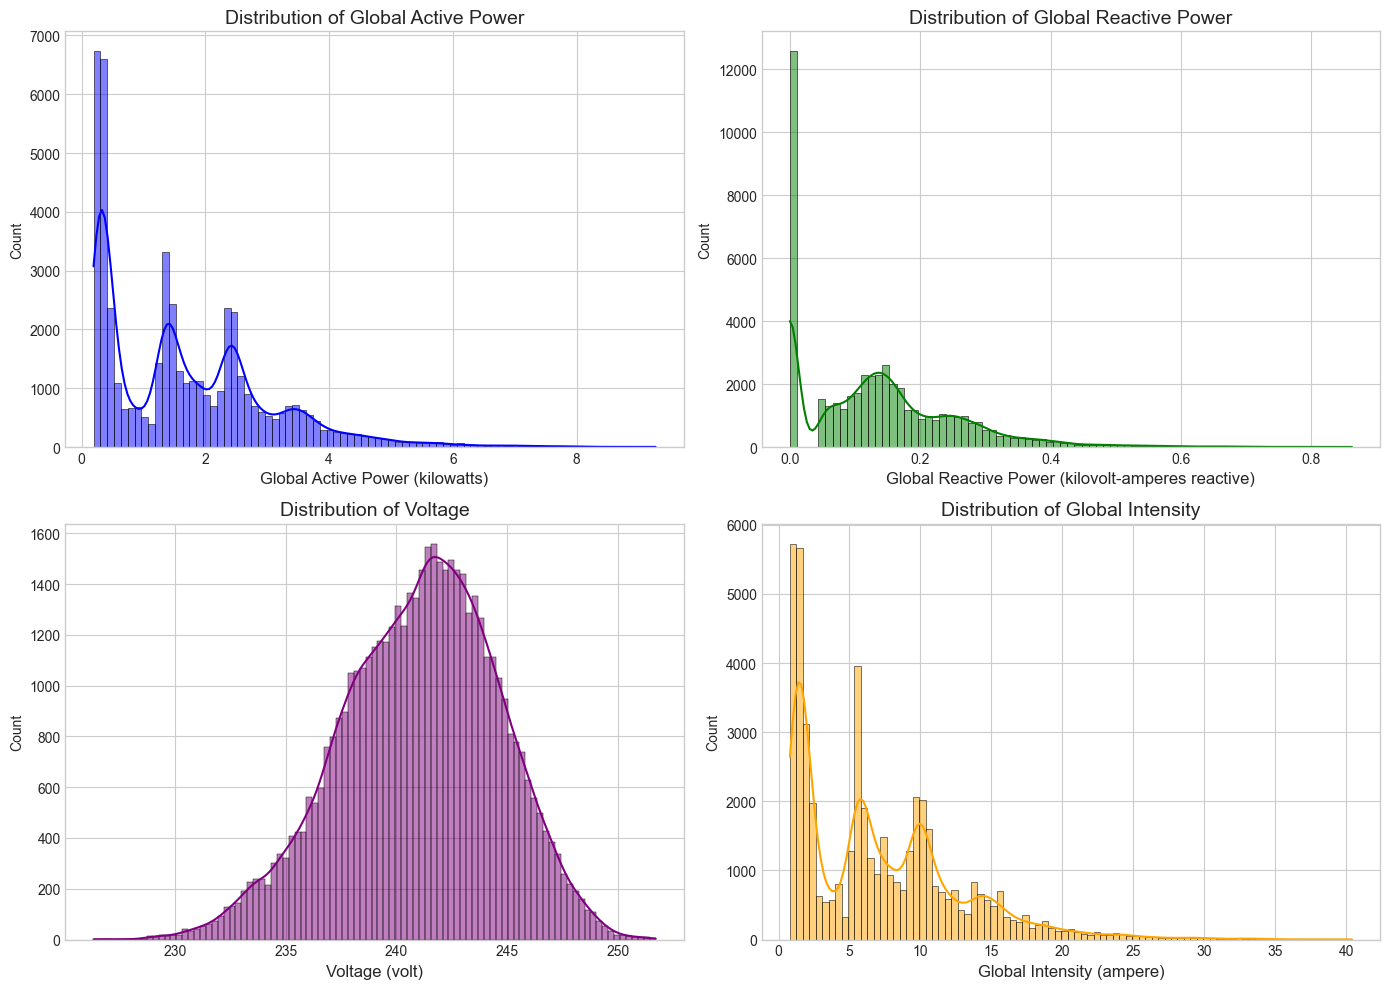 Distribution of Global Active Power
Count
7000
6000
5000
4000
3000
2000
1000
0
0 2 4 6 8
Global Active Power (kilowatts)
Distribution of Global Reactive Power
Count
12000
10000
8000
6000
4000
2000
0
0.0 0.2 0.4 0.6 0.8
Global Reactive Power (kilovolt-amperes reactive)
Distribution of Voltage
Count
1600
1400
1200
1000
800
600
400
200
0
230 235 240 245 250
Voltage (volt)
Distribution of Global Intensity
Count
6000
5000
4000
3000
2000
1000
0
0 5 10 15 20 25 30 35 40
Global Intensity (ampere)